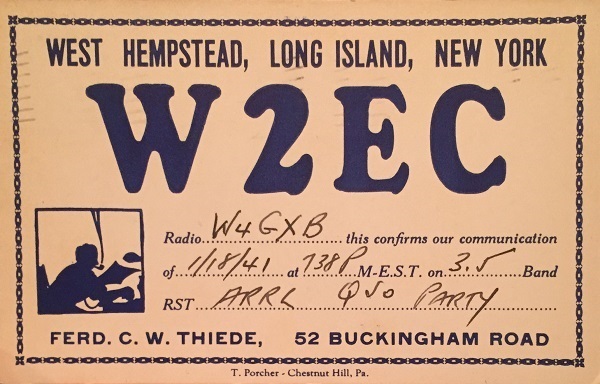 WEST HEMPSTEAD, LONG ISLAND, NEW YORK
W2EC
Radio W4GXB this confirms our communication
of 1/18/41 at 738P M-E.S.T. on 3.5 Band
RST ARRL QSO PARTY
FERD. C. W. THIEDE, 52 BUCKINGHAM ROAD
T. Porcher - Chestnut Hill, Pa.